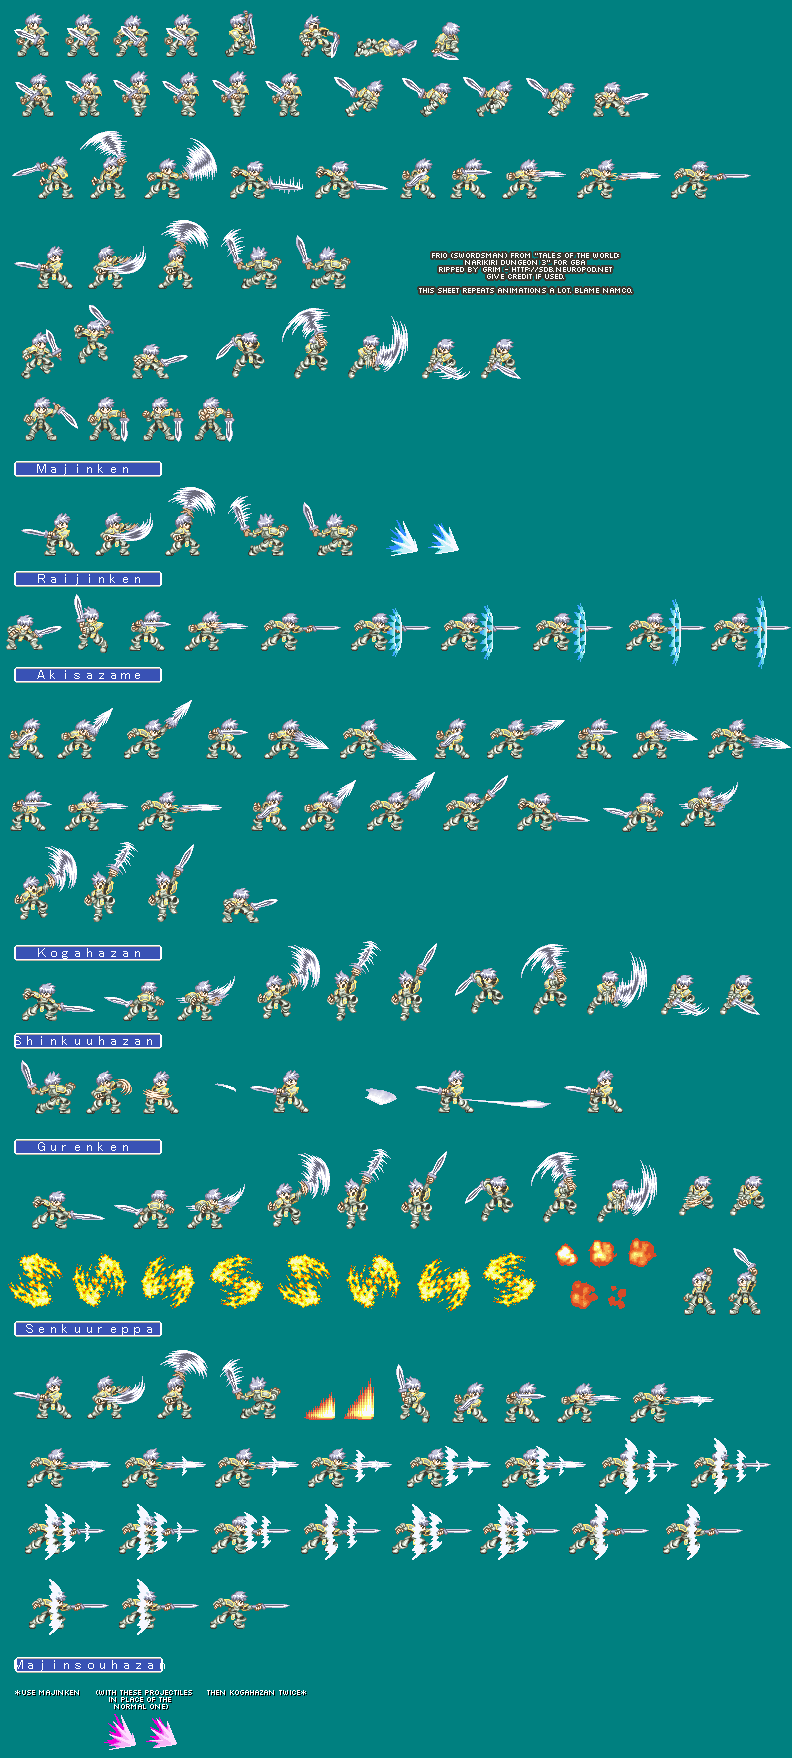 FRIO (SWORDSMAN) FROM "TALES OF THE WORLD:
NARIKIRI DUNGEON 3" FOR GBA
RIPPED BY GRIM - HTTP://SDB.NEUROPOD.NET
GIVE CREDIT IF USED.
THIS SHEET REPEATS ANIMATIONS A LOT. BLAME NAMCO.
Majinken
Raijinken
Akisazame
Kogahazan
Shinkuuhazan
Gurenken
Senkuureppa
Majinsouhazan
*USE MAJINKEN
(WITH THESE PROJECTILES
IN PLACE OF THE
NORMAL ONE)
THEN KOGAHAZAN TWICE*